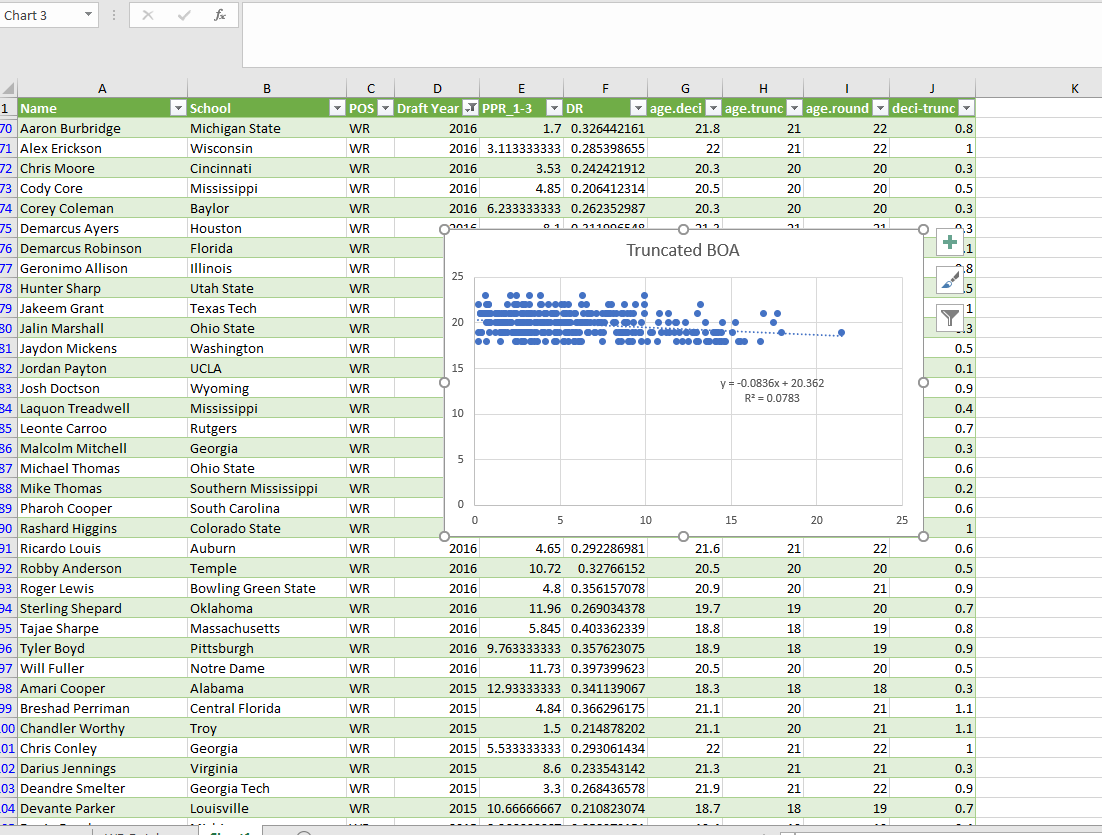 Chart 3 fx
A B C D E F G H I J K
1 Name School POS Draft Year PPR_1-3 DR age.deci age.trunc age.round deci-trunc
70 Aaron Burbridge Michigan State WR 2016 1.7 0.326442161 21.8 21 22 0.8
71 Alex Erickson Wisconsin WR 2016 3.113333333 0.285398655 22 21 22 1
72 Chris Moore Cincinnati WR 2016 3.53 0.242421912 20.3 20 20 0.3
73 Cody Core Mississippi WR 2016 4.85 0.206412314 20.5 20 20 0.5
74 Corey Coleman Baylor WR 2016 6.233333333 0.262352987 20.3 20 20 0.3
75 Demarcus Ayers Houston WR 2016 8.1 0.311996548 21.3 21 21 0.3
76 Demarcus Robinson Florida WR .1
77 Geronimo Allison Illinois WR .8
78 Hunter Sharp Utah State WR .5
79 Jakeem Grant Texas Tech WR 1
80 Jalin Marshall Ohio State WR .3
81 Jaydon Mickens Washington WR 0.5
82 Jordan Payton UCLA WR 0.1
83 Josh Doctson Wyoming WR 0.9
84 Laquon Treadwell Mississippi WR 0.4
85 Leonte Carroo Rutgers WR 0.7
86 Malcolm Mitchell Georgia WR 0.3
87 Michael Thomas Ohio State WR 0.6
88 Mike Thomas Southern Mississippi WR 0.2
89 Pharoh Cooper South Carolina WR 0.6
90 Rashard Higgins Colorado State WR 1
Truncated BOA
25
20
15
10
5
0
y = -0.0836x + 20.362
R² = 0.0783
0 5 10 15 20 25
91 Ricardo Louis Auburn WR 2016 4.65 0.292286981 21.6 21 22 0.6
92 Robby Anderson Temple WR 2016 10.72 0.32766152 20.5 20 20 0.5
93 Roger Lewis Bowling Green State WR 2016 4.8 0.356157078 20.9 20 21 0.9
94 Sterling Shepard Oklahoma WR 2016 11.96 0.269034378 19.7 19 20 0.7
95 Tajae Sharpe Massachusetts WR 2016 5.845 0.403362339 18.8 18 19 0.8
96 Tyler Boyd Pittsburgh WR 2016 9.763333333 0.357623075 18.9 18 19 0.9
97 Will Fuller Notre Dame WR 2016 11.73 0.397399623 20.5 20 20 0.5
98 Amari Cooper Alabama WR 2015 12.93333333 0.341139067 18.3 18 18 0.3
99 Breshad Perriman Central Florida WR 2015 4.84 0.366296175 21.1 20 21 1.1
00 Chandler Worthy Troy WR 2015 1.5 0.214878202 21.1 20 21 1.1
01 Chris Conley Georgia WR 2015 5.533333333 0.293061434 22 21 22 1
02 Darius Jennings Virginia WR 2015 8.6 0.233543142 21.3 21 21 0.3
03 Deandre Smelter Georgia Tech WR 2015 3.3 0.268436578 21.9 21 22 0.9
04 Devante Parker Louisville WR 2015 10.66666667 0.210823074 18.7 18 19 0.7